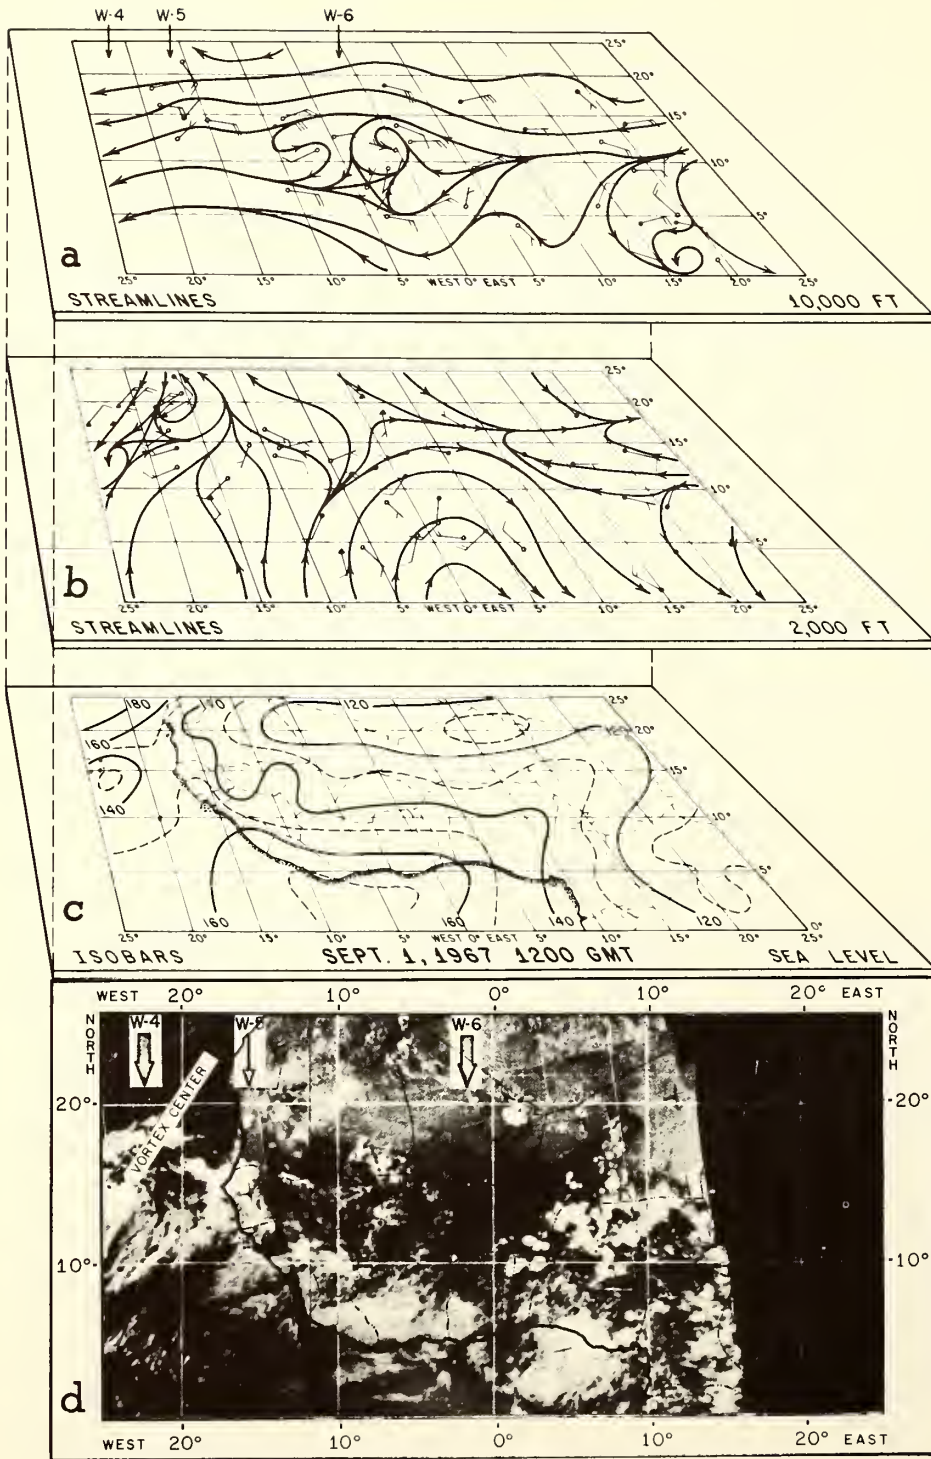 W-4 W-5 W-6
25°
20°
15°
10°
5°
a
25° 20° 15° 10° 5° WEST 0° EAST 5° 10° 15° 20° 25°
STREAMLINES 10,000 FT
25°
20°
15°
10°
5°
b
25° 20° 15° 10° 5° WEST 0° EAST 5° 10° 15° 20° 25°
STREAMLINES 2,000 FT
180 120 25°
160 20°
15°
140 10°
5°
c
160 160 140 120 0°
25° 20° 15° 5° WEST 0° EAST 5° 10° 15° 20° 25°
ISOBARS SEPT. 1, 1967 1200 GMT SEA LEVEL
WEST 20° 10° 0° 10° 20° EAST
NORTH W-4 W-5 W-6 NORTH
VORTEX CENTER
20° 20°
10° 10°
d
WEST 20° 10° 0° 10° 20° EAST